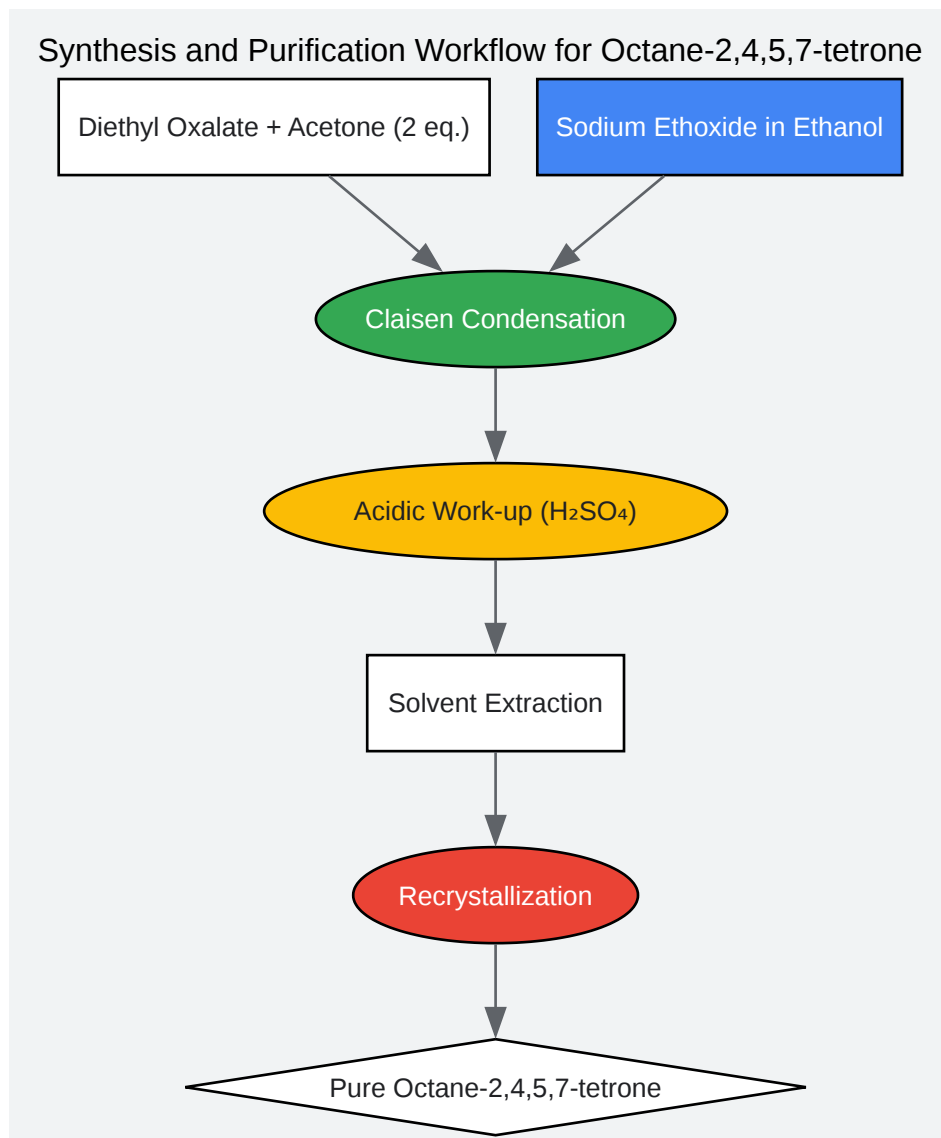 Synthesis and Purification Workflow for Octane-2,4,5,7-tetrone
Diethyl Oxalate + Acetone (2 eq.)
Sodium Ethoxide in Ethanol
Claisen Condensation
Acidic Work-up (H₂SO₄)
Solvent Extraction
Recrystallization
Pure Octane-2,4,5,7-tetrone